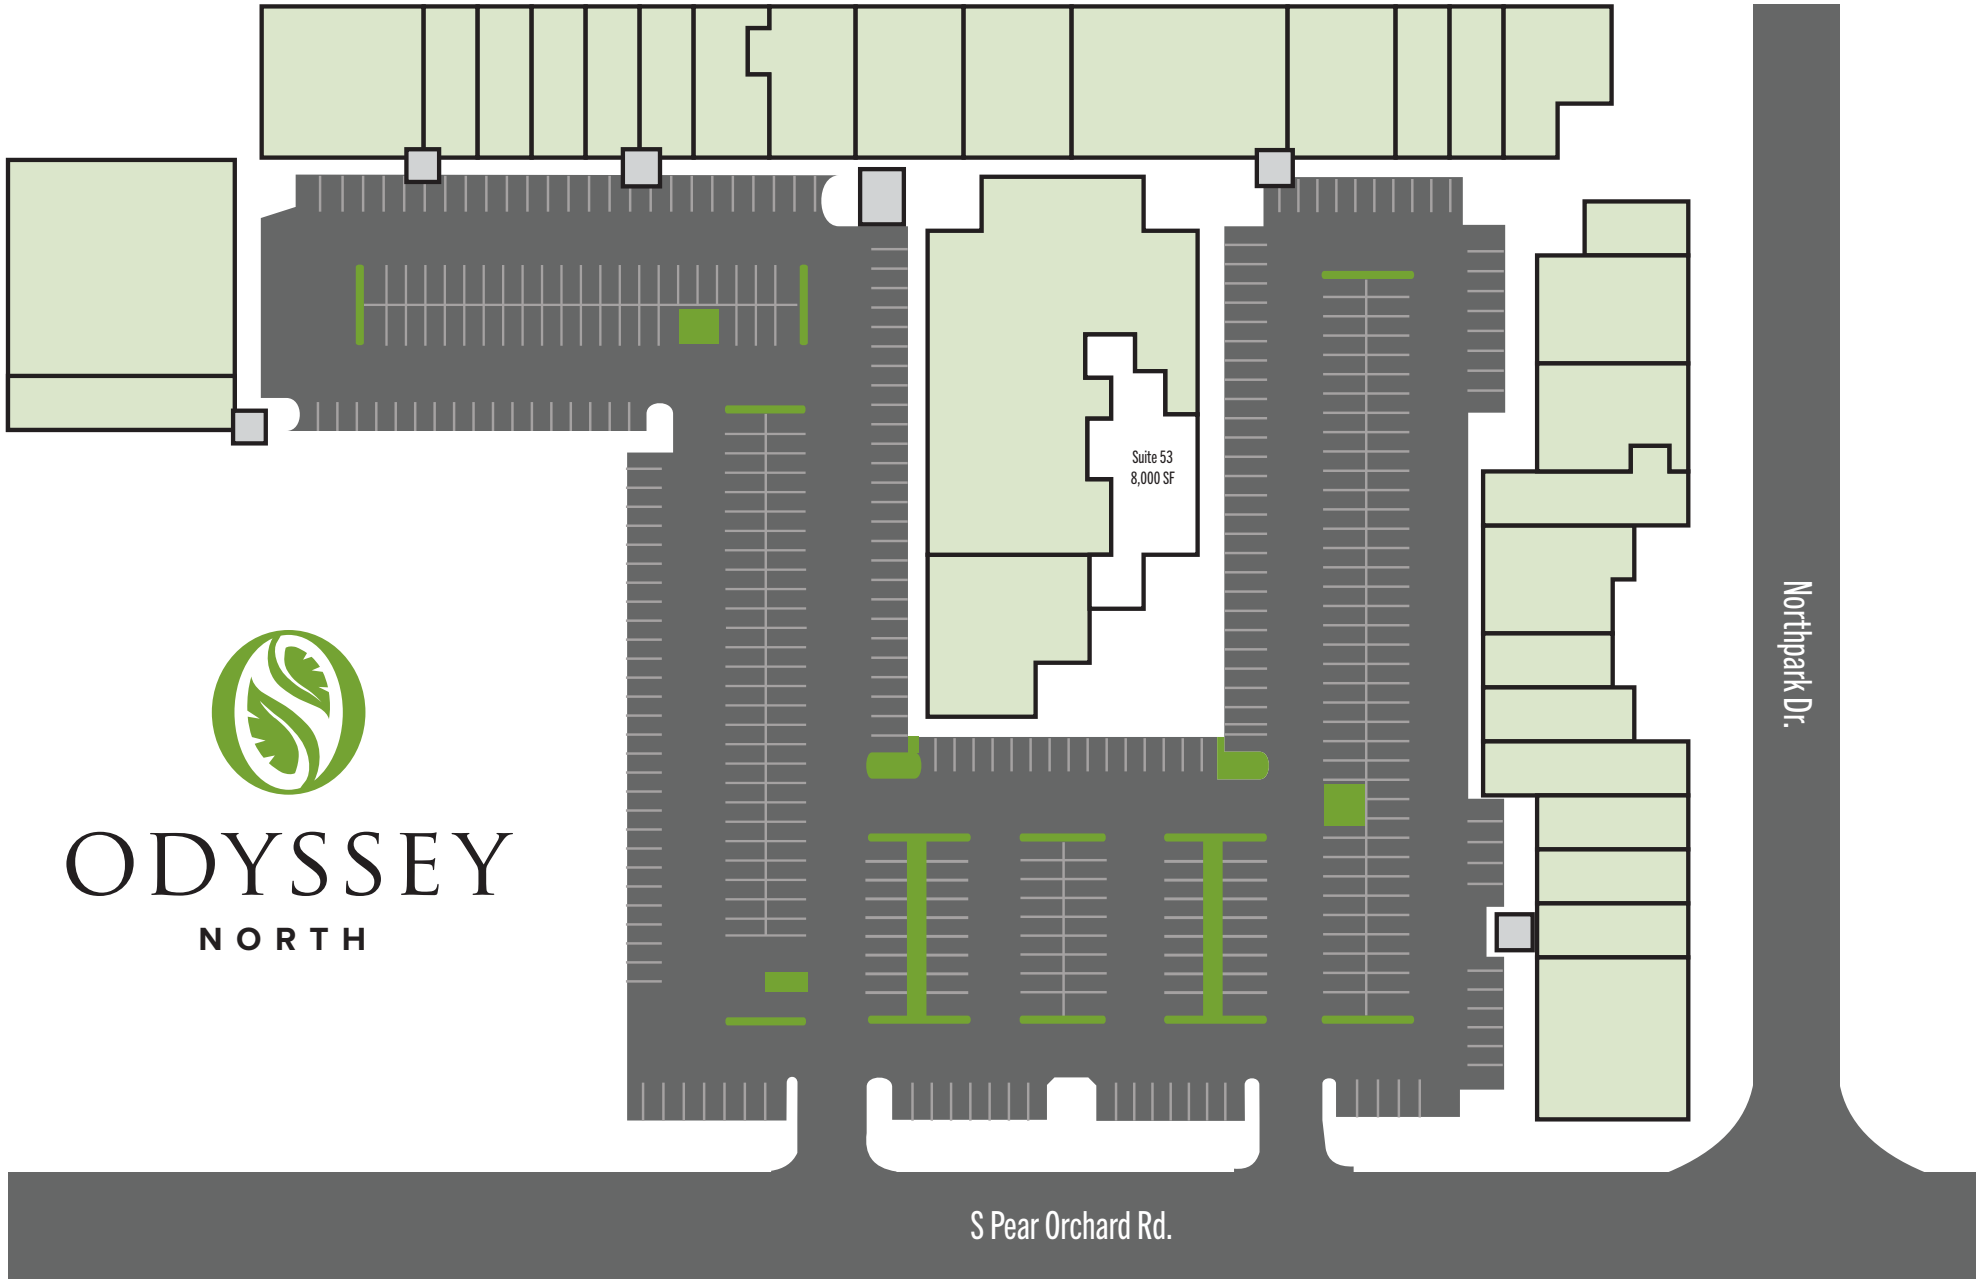 Suite 53
8,000 SF
Northpark Dr.
ODYSSEY
NORTH
S Pear Orchard Rd.